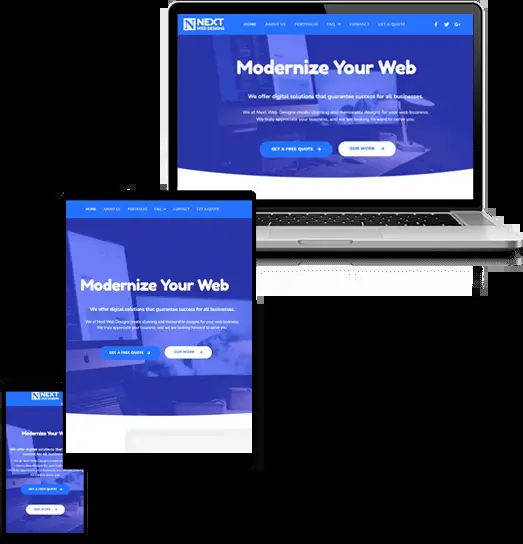 NEXT
WEB DESIGNS
HOME ABOUT US PORTFOLIO FAQ CONTACT GET A QUOTE
Modernize Your Web
We offer digital solutions that guarantee success for all businesses.
We at Next Web Designs create stunning and memorable designs for your web business.
We truly appreciate your business, and we are looking forward to serve you.
GET A FREE QUOTE
OUR WORK
HOME ABOUT US PORTFOLIO FAQ CONTACT GET A QUOTE
Modernize Your Web
We offer digital solutions that guarantee success for all businesses.
We at Next Web Designs create stunning and memorable designs for your web business.
We truly appreciate your business, and we are looking forward to serve you.
GET A FREE QUOTE
OUR WORK
NEXT
WEB DESIGNS
Modernize Your W
We offer digital solutions that guarantee
success for all business
GET A FREE QUOTE
OUR WORK